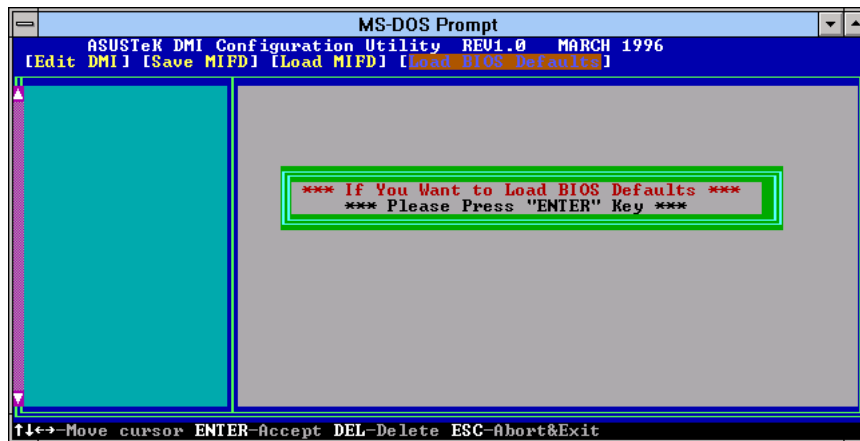 MS-DOS Prompt
ASUSTeK DMI Configuration Utility REV1.0 MARCH 1996
[Edit DMI] [Save MIFD] [Load MIFD] [Load BIOS Defaults]
*** If You Want to Load BIOS Defaults ***
*** Please Press "ENTER" Key ***
↑↓←→-Move cursor ENTER-Accept DEL-Delete ESC-Abort&Exit